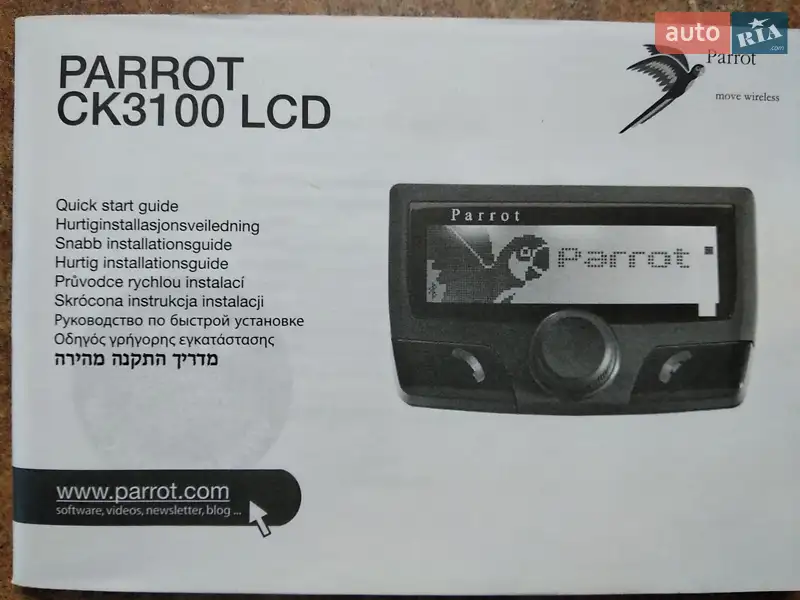 auto RIA .com
PARROT
CK3100 LCD
Parrot
move wireless
Quick start guide
Hurtiginstallasjonsveiledning
Snabb installationsguide
Hurtig installationsguide
Průvodce rychlou instalací
Skrócona instrukcja instalacji
Руководство по быстрой установке
Οδηγός γρήγορης εγκατάστασης
מדריך התקנה מהירה
Parrot
Parrot
www.parrot.com
software, videos, newsletter, blog ...